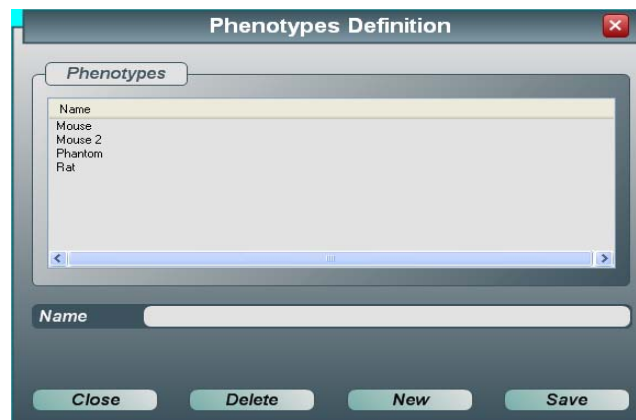 Phenotypes Definition
Phenotypes
Name
Mouse
Mouse 2
Phantom
Rat
Name
Close Delete New Save